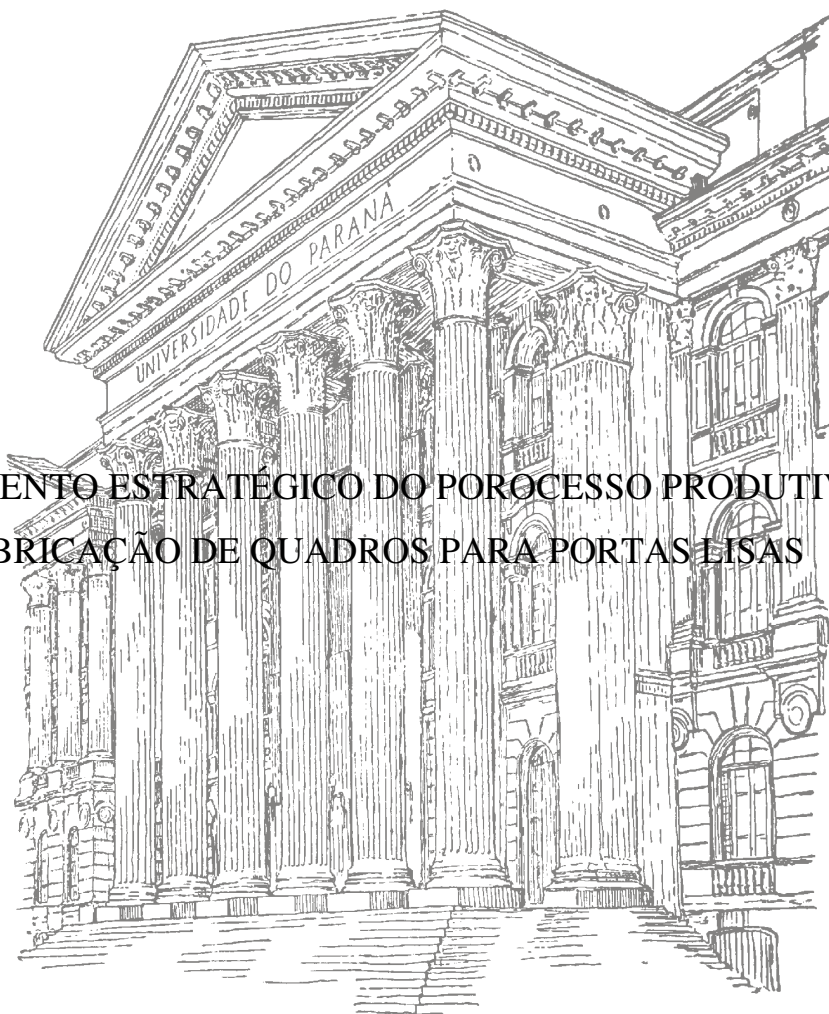 UNIVERSIDADE DO PARANÁ
ENTO ESTRATÉGICO DO POROCESSO PRODUTIV
BRICAÇÃO DE QUADROS PARA PORTAS LISAS